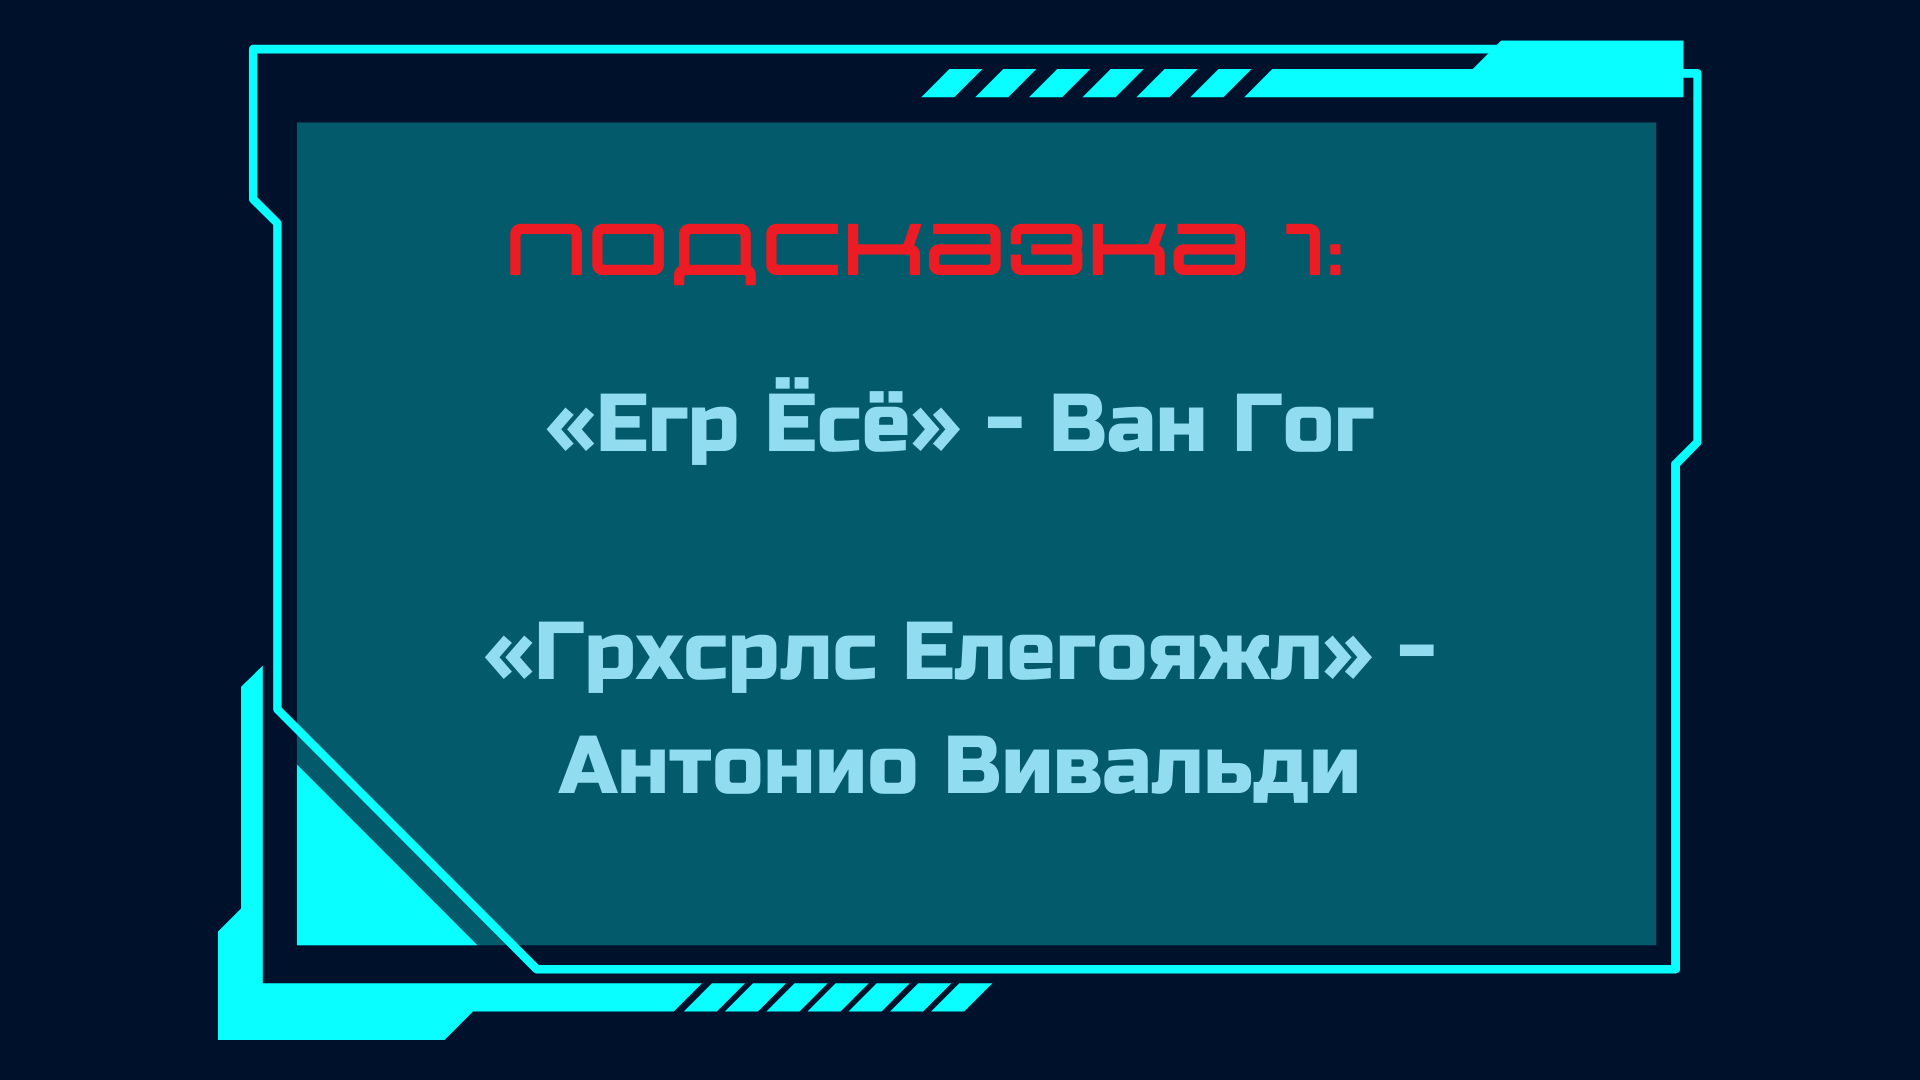 подсказка 1:
«Егр Ёсё» - Ван Гог
«Грхсрлс Елегояжл» -
Антонио Вивальди